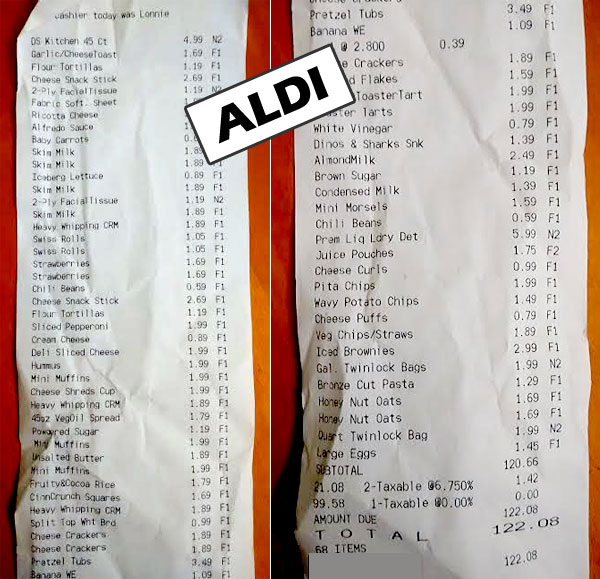 cashier today was Lonnie
DS Kitchen 45 Ct 4.99 N2
Garlic/CheeseToast 1.69 F1
Flour Tortillas 1.19 F1
Cheese Snack Stick 2.69 F1
2-Ply FacialTissue 1.19 N2
Fabric Soft. Sheet
Ricotta Cheese
Alfredo Sauce
Baby Carrots
Skim Milk 1.89
Skim Milk 1.89 F1
Iceberg Lettuce 0.89 F1
Skim Milk 1.89 F1
2-Ply FacialTissue 1.19 N2
Skim Milk 1.89 F1
Heavy Whipping CRM 1.89 F1
Swiss Rolls 1.05 F1
Swiss Rolls 1.05 F1
Strawberries 1.69 F1
Strawberries 1.69 F1
Chili Beans 0.59 F1
Cheese Snack Stick 2.69 F1
Flour Tortillas 1.19 F1
Sliced Pepperoni 1.99 F1
Cream Cheese 0.89 F1
Deli Sliced Cheese 1.99 F1
Hummus 1.99 F1
Mini Muffins 1.99 F1
Cheese Shreds Cup 1.99 F1
Heavy Whipping CRM 1.89 F1
45oz VegOil Spread 1.79 F1
Powdered Sugar 1.19 F1
Mini Muffins 1.99 F1
Unsalted Butter 1.89 F1
Mini Muffins 1.99 F1
Fruity&Cocoa Rice 1.79 F1
CinnCrunch Squares 1.69 F1
Heavy Whipping CRM 1.89 F1
Split Top Wht Brd 0.99 F1
Cheese Crackers 1.89 F1
Cheese Crackers 1.89 F1
Pretzel Tubs 3.49 F1
Banana WE 1.09 F1
ALDI
Cheese Crackers
Pretzel Tubs 3.49 F1
Banana WE 1.09 F1
@ 2.800 0.39
Crackers 1.89 F1
Flakes 1.59 F1
ToasterTart 1.99 F1
Tarts 1.99 F1
White Vinegar 0.79 F1
Dinos & Sharks Snk 1.39 F1
AlmondMilk 2.49 F1
Brown Sugar 1.19 F1
Condensed Milk 1.39 F1
Mini Morsels 1.59 F1
Chili Beans 0.59 F1
Prem Liq Ldry Det 5.99 N2
Juice Pouches 1.75 F2
Cheese Curls 0.99 F1
Pita Chips 1.99 F1
Wavy Potato Chips 1.49 F1
Cheese Puffs 0.79 F1
Veg Chips/Straws 1.89 F1
Iced Brownies 2.99 F1
Gal. Twinlock Bags 1.99 N2
Bronze Cut Pasta 1.29 F1
Honey Nut Oats 1.69 F1
Honey Nut Oats 1.69 F1
Quart Twinlock Bag 1.99 N2
Large Eggs 1.45 F1
SUBTOTAL 120.66
21.08 2-Taxable @6.750% 1.42
99.58 1-Taxable @0.00% 0.00
AMOUNT DUE 122.08
TOTAL 122.08
68 ITEMS
122.08